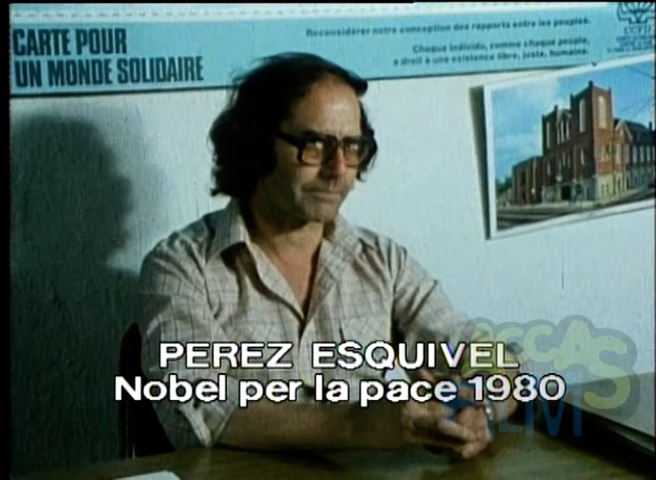 CARTE POUR
UN MONDE SOLIDAIRE
Reconsidérer notre conception des rapports entre les peuples.
Chaque individu, comme chaque peuple,
a droit à une existence libre, juste, humaine.
CCFD
PEREZ ESQUIVEL
Nobel per la pace 1980